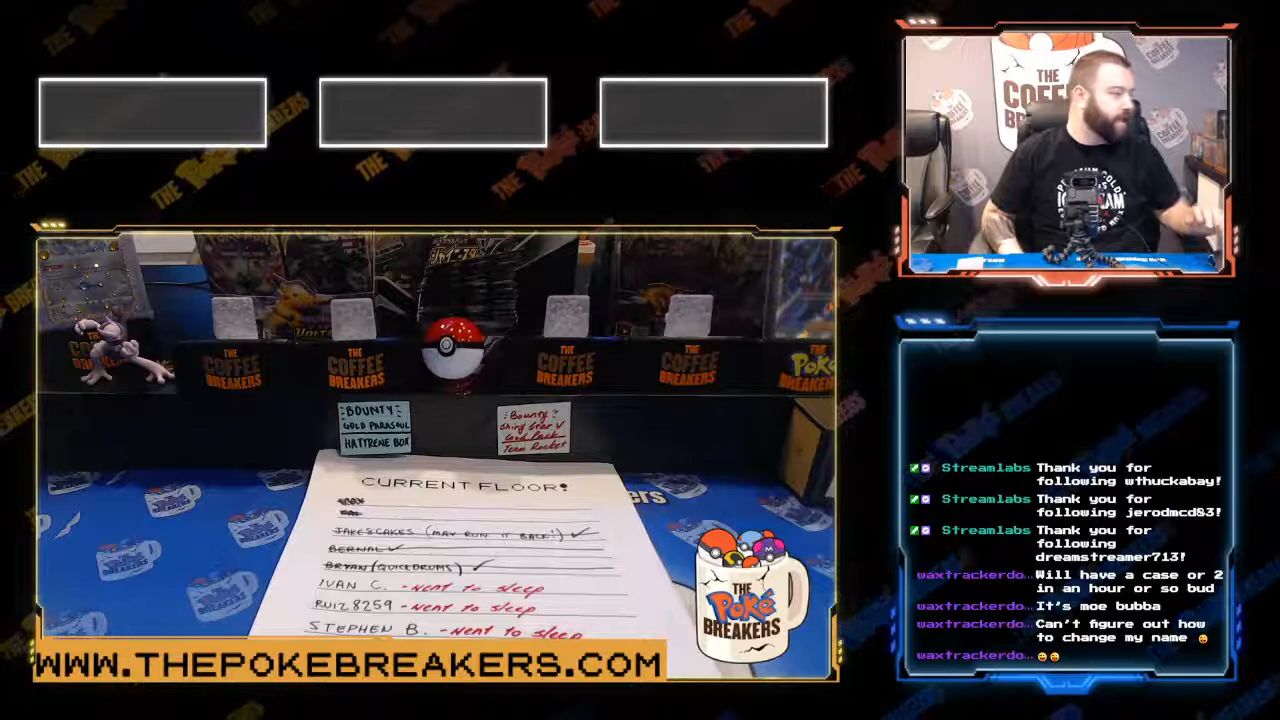 THE COFFEE BREAKERS
THE COFFEE BREAKERS
THE COFFEE BREAKERS
THE COFFEE BREAKERS
THE
Poké
BREAKERS
BOUNTY
GOLD PARASOL
HATTRENE BOX
Bounty
Shiny Star V
Gold Pack
Team Rocket
CURRENT FLOOR!
JAKESCAKES (MAY RUN IT BACK!) ✓
BERNAL ✓
BRYAN (QUICKDRUMS) ✓
IVAN C. - WENT TO SLEEP
RUIZ8259 - WENT TO SLEEP
STEPHEN B. - WENT TO SLEEP
THE
Poké
BREAKERS
WWW.THEPOKEBREAKERS.COM
THE
Streamlabs Thank you for
following wthuckabay!
Streamlabs Thank you for
following jerodmcd83!
Streamlabs Thank you for
following
dreamstreamer713!
waxtrackerdo... Will have a case or 2
in an hour or so bud
waxtrackerdo... It's moe bubba
waxtrackerdo... Can't figure out how
to change my name 😛
waxtrackerdo... 😛😛